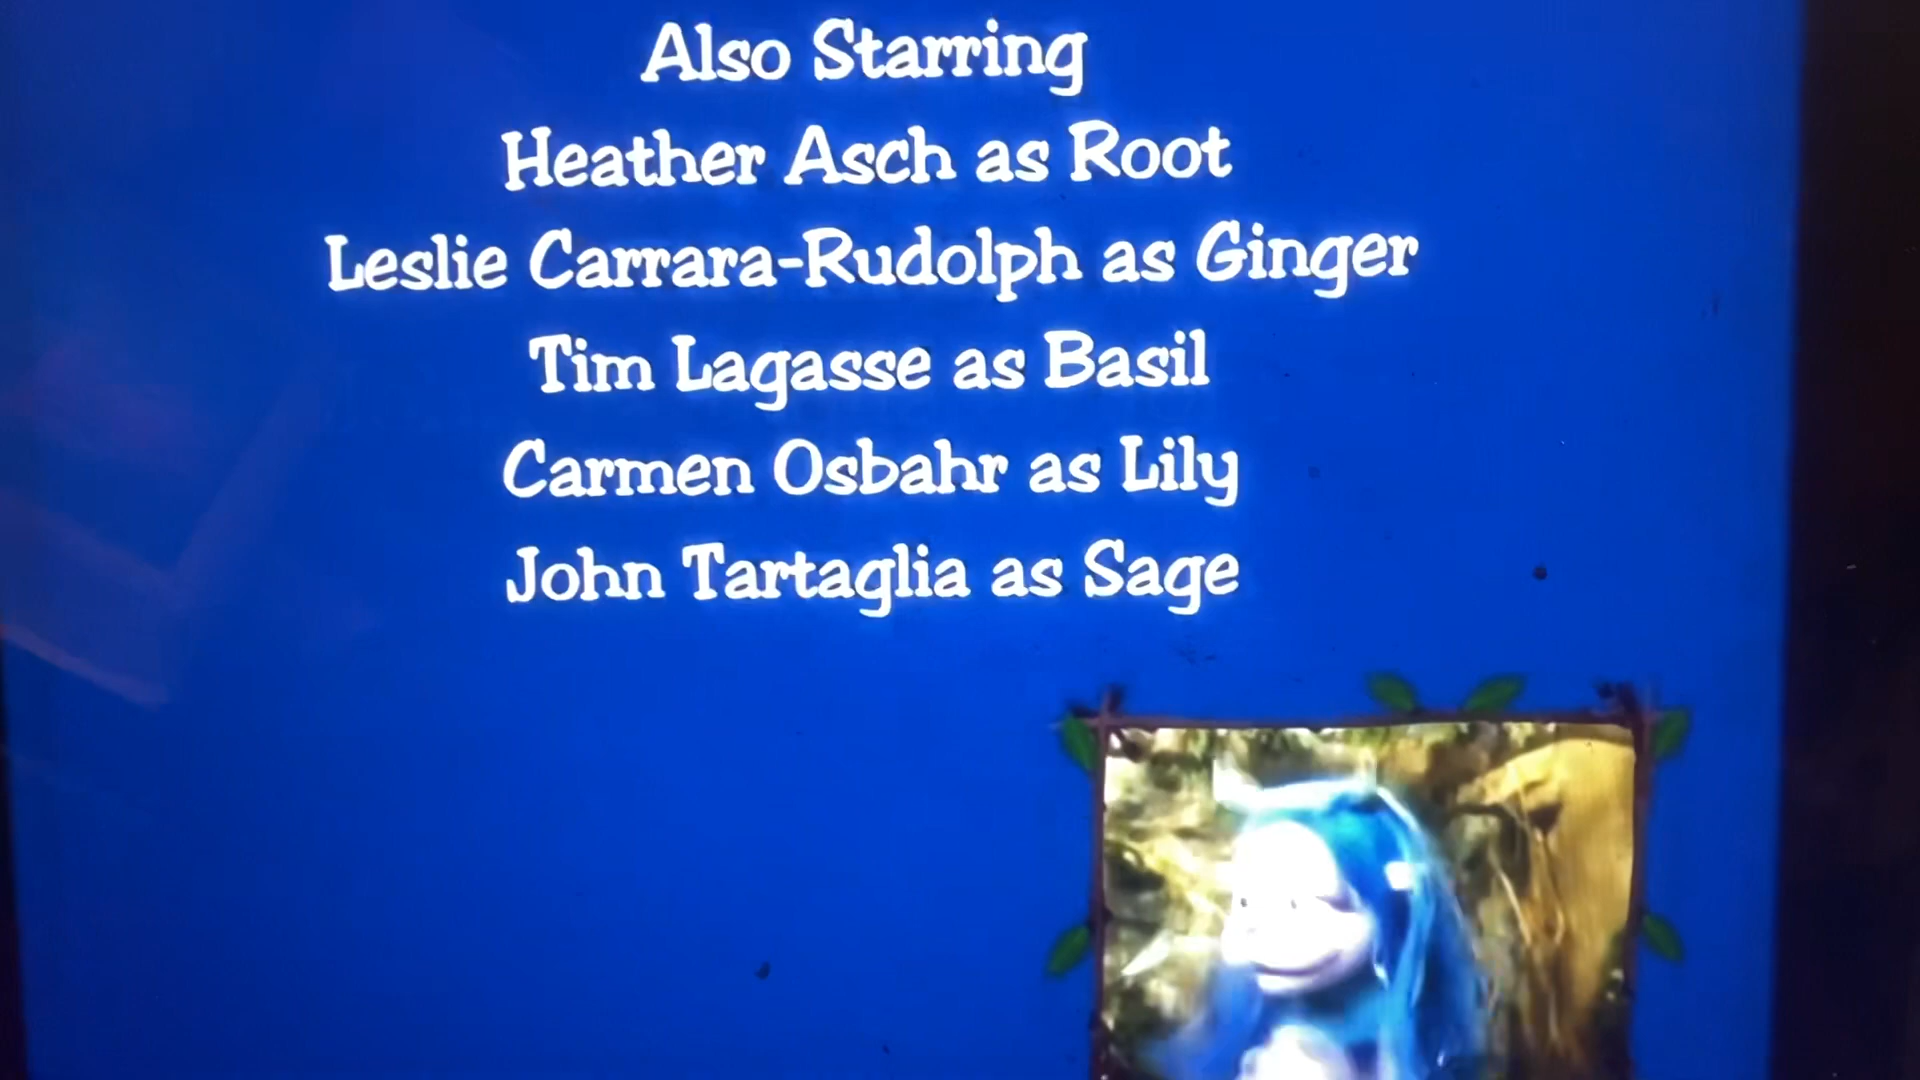 Also Starring
Heather Asch as Root
Leslie Carrara-Rudolph as Ginger
Tim Lagasse as Basil
Carmen Osbahr as Lily
John Tartaglia as Sage